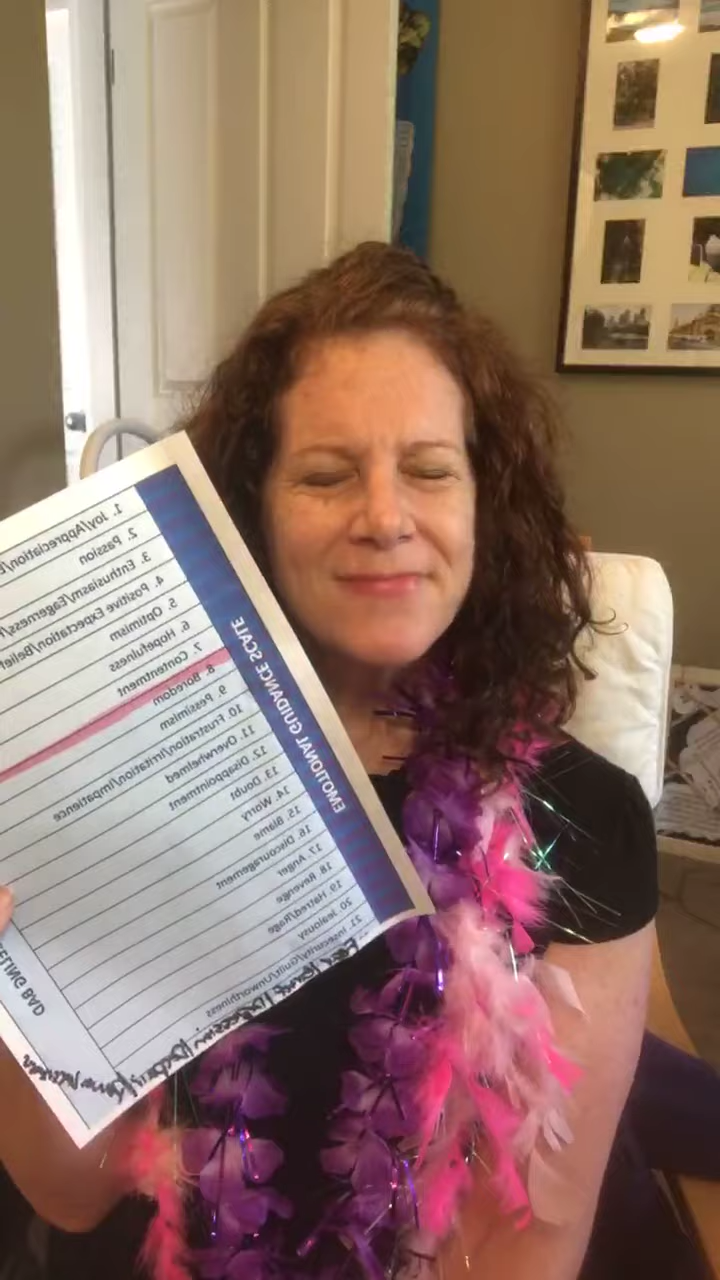 EMOTIONAL GUIDANCE SCALE
1. Joy/Appreciation/
2. Passion
3. Enthusiasm/Eagerness/
4. Positive Expectation/Belief
5. Optimism
6. Hopefulness
7. Contentment
8. Boredom
9. Pessimism
10. Frustration/Irritation/Impatience
11. Overwhelmed
12. Disappointment
13. Doubt
14. Worry
15. Blame
16. Discouragement
17. Anger
18. Revenge
19. Hatred/Rage
20. Jealousy
21. Insecurity/Guilt/Unworthiness
BAD